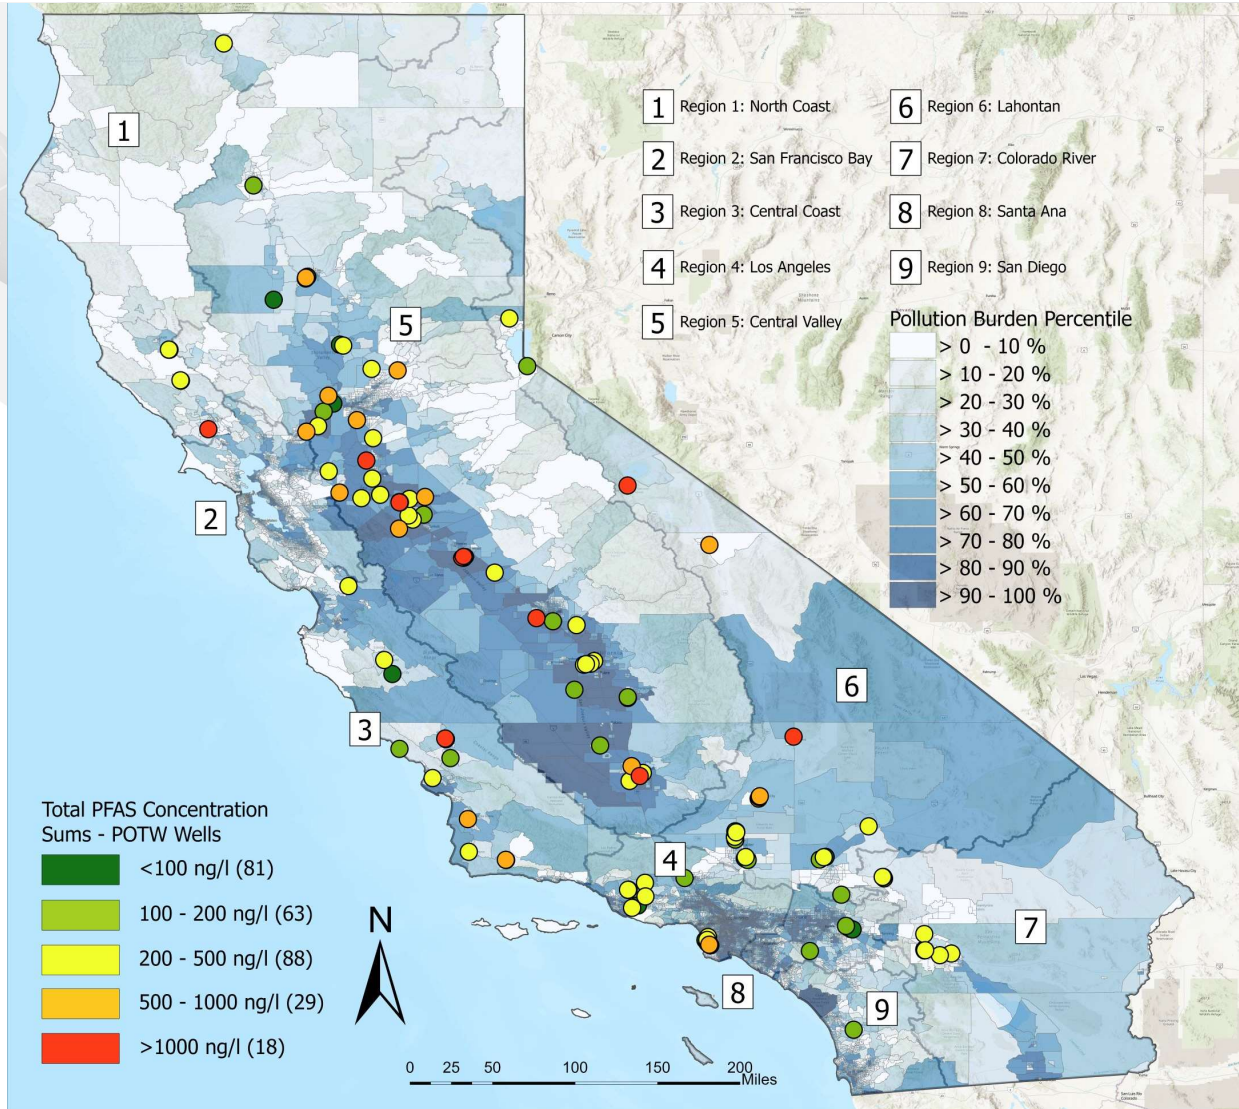 1
2
3
4
5
6
7
8
9
1 Region 1: North Coast
2 Region 2: San Francisco Bay
3 Region 3: Central Coast
4 Region 4: Los Angeles
5 Region 5: Central Valley
6 Region 6: Lahontan
7 Region 7: Colorado River
8 Region 8: Santa Ana
9 Region 9: San Diego
Pollution Burden Percentile
> 0 - 10 %
> 10 - 20 %
> 20 - 30 %
> 30 - 40 %
> 40 - 50 %
> 50 - 60 %
> 60 - 70 %
> 70 - 80 %
> 80 - 90 %
> 90 - 100 %
Total PFAS Concentration
Sums - POTW Wells
<100 ng/l (81)
100 - 200 ng/l (63)
200 - 500 ng/l (88)
500 - 1000 ng/l (29)
>1000 ng/l (18)
N
0 12.5 25 50 100 150 200
Miles